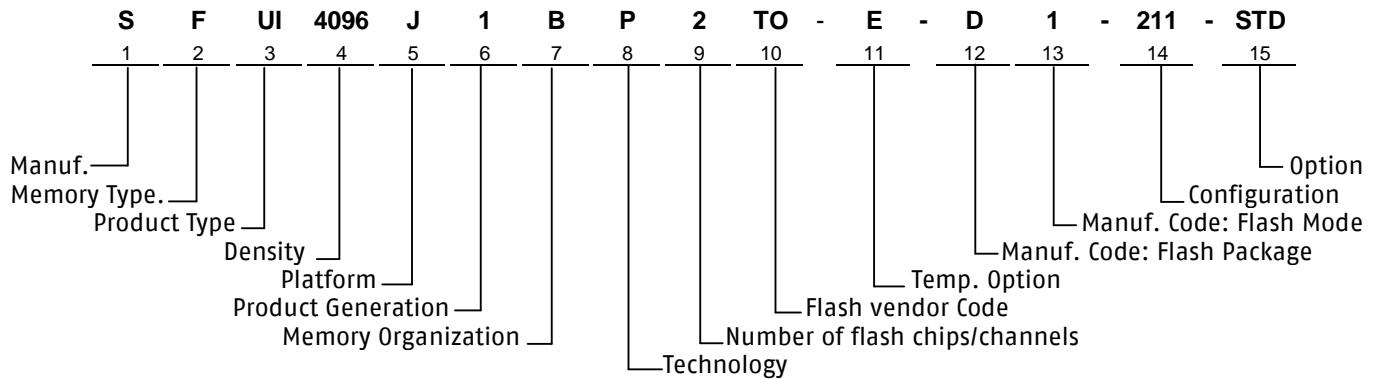 S F UI 4096 J 1 B P 2 TO - E - D 1 - 211 - STD
1 2 3 4 5 6 7 8 9 10 11 12 13 14 15
Manuf. Option
Memory Type. Configuration
Product Type Manuf. Code: Flash Mode
Density Manuf. Code: Flash Package
Platform Temp. Option
Product Generation Flash vendor Code
Memory Organization Number of flash chips/channels
Technology